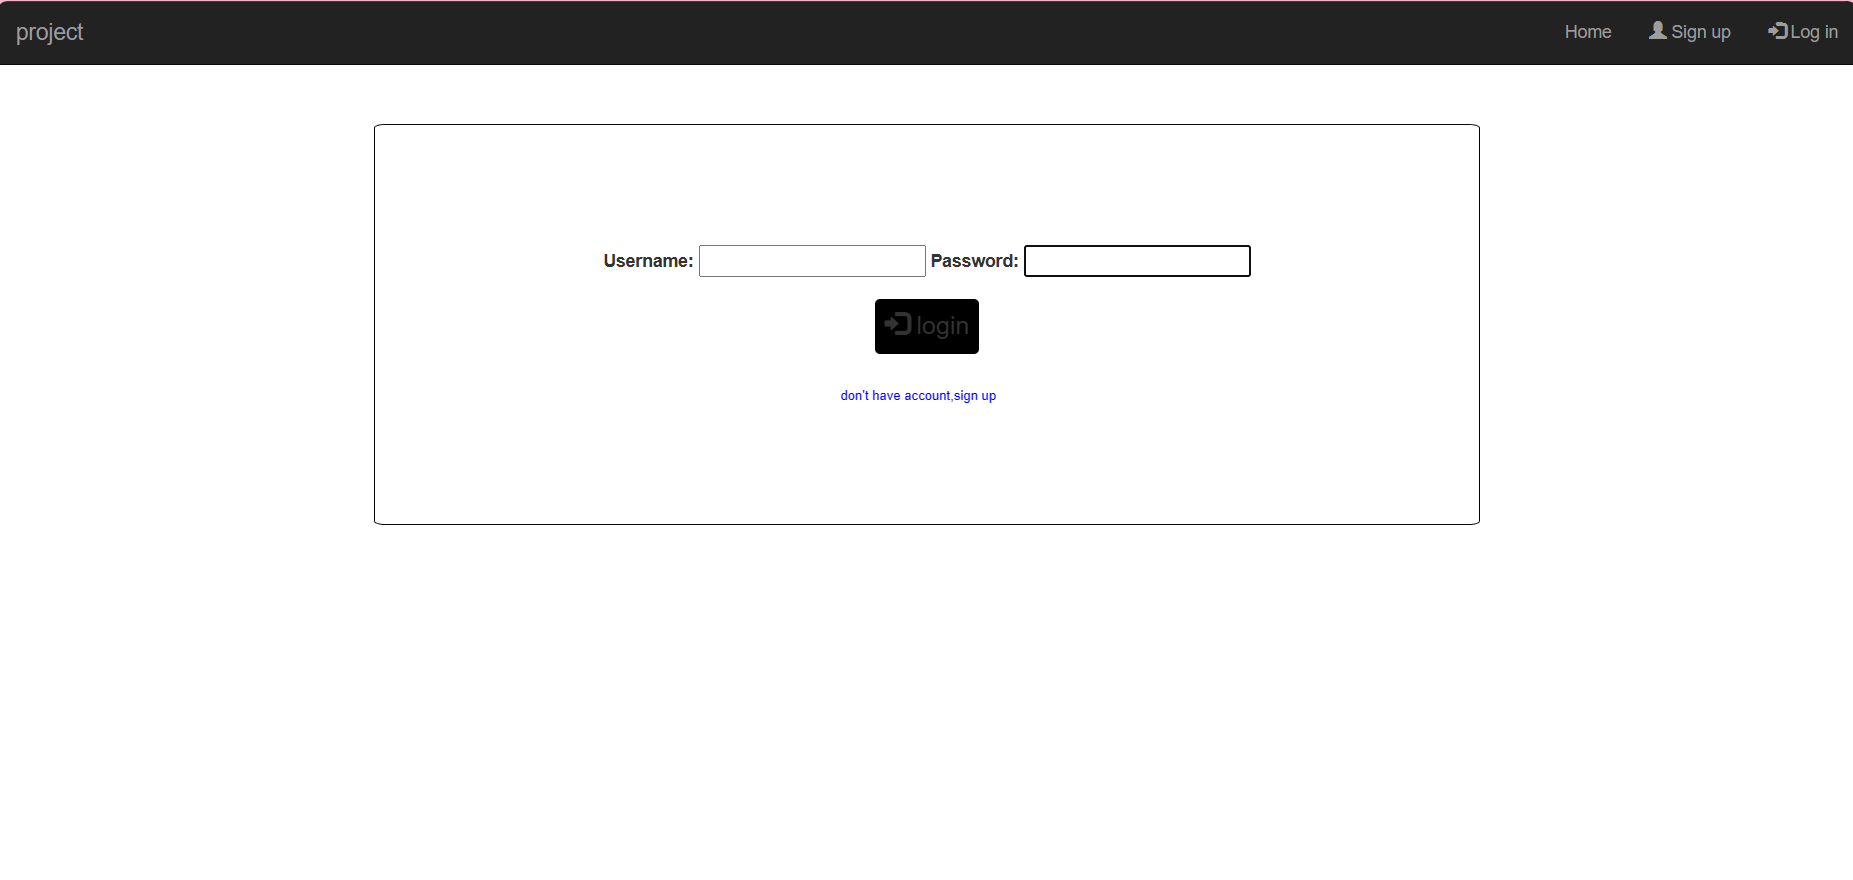 project Home Sign up Log in
Username: Password:
login
don't have account,sign up